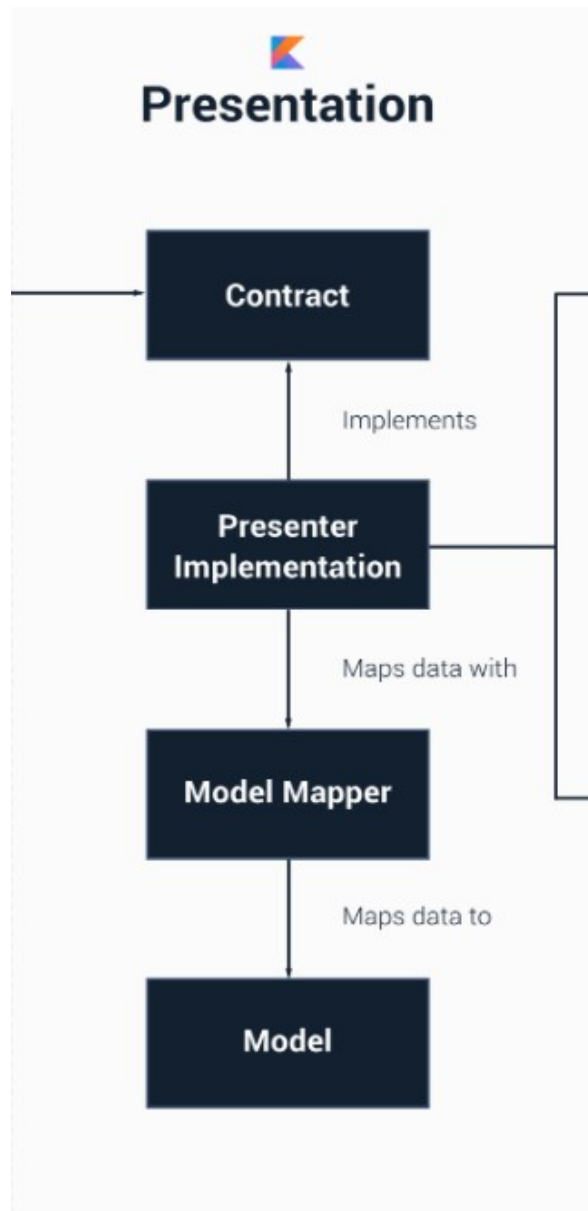 Presentation
Contract
Implements
Presenter
Implementation
Maps data with
Model Mapper
Maps data to
Model